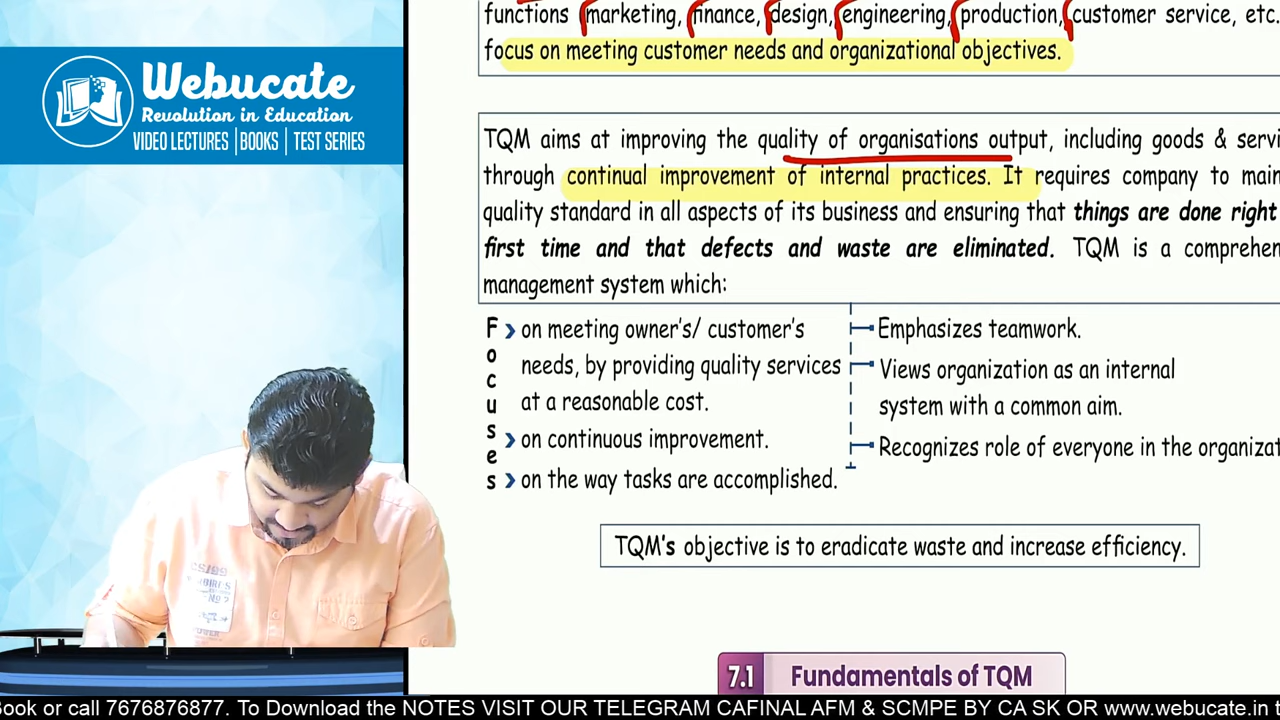 functions marketing, finance, design, engineering, production, customer service, etc.
focus on meeting customer needs and organizational objectives.
Webucate
Revolution in Education
VIDEO LECTURES | BOOKS | TEST SERIES
TQM aims at improving the quality of organisations output, including goods & servi
through continual improvement of internal practices. It requires company to main
quality standard in all aspects of its business and ensuring that things are done right
first time and that defects and waste are eliminated. TQM is a comprehen
management system which:
Focuses
on meeting owner's/ customer's
needs, by providing quality services
at a reasonable cost.
on continuous improvement.
on the way tasks are accomplished.
Emphasizes teamwork.
Views organization as an internal
system with a common aim.
Recognizes role of everyone in the organizat
TQM's objective is to eradicate waste and increase efficiency.
7.1 Fundamentals of TQM
Book or call 7676876877. To Download the NOTES VISIT OUR TELEGRAM CAFINAL AFM & SCMPE BY CA SK OR www.webucate.in t